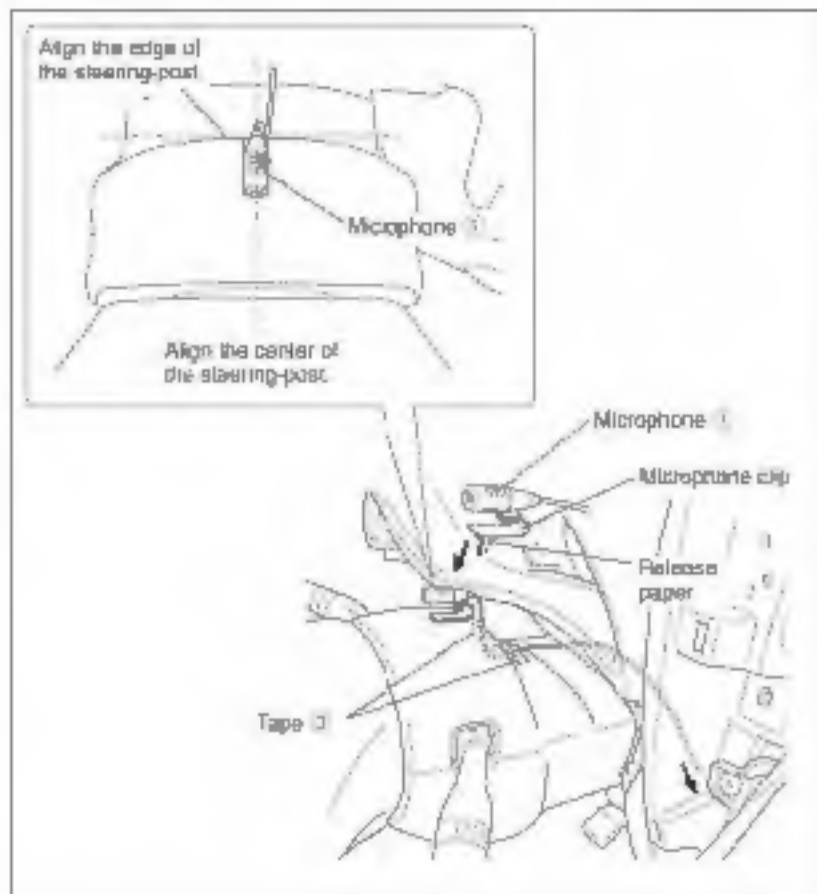 Align the edge of
the steering-post
Microphone
Align the center of
the steering-post.
Microphone
Microphone clip
Release
paper
Tape